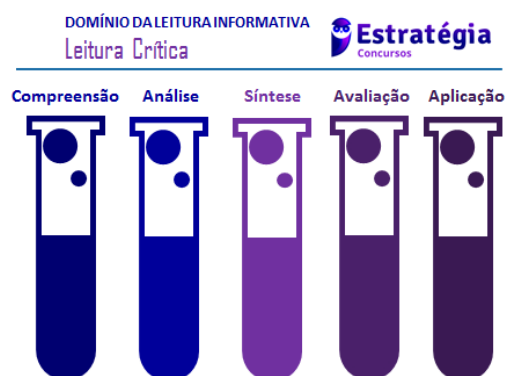 DOMÍNIO DA LEITURA INFORMATIVA
Leitura Crítica
Estratégia
Concursos
Compreensão Análise Síntese Avaliação Aplicação